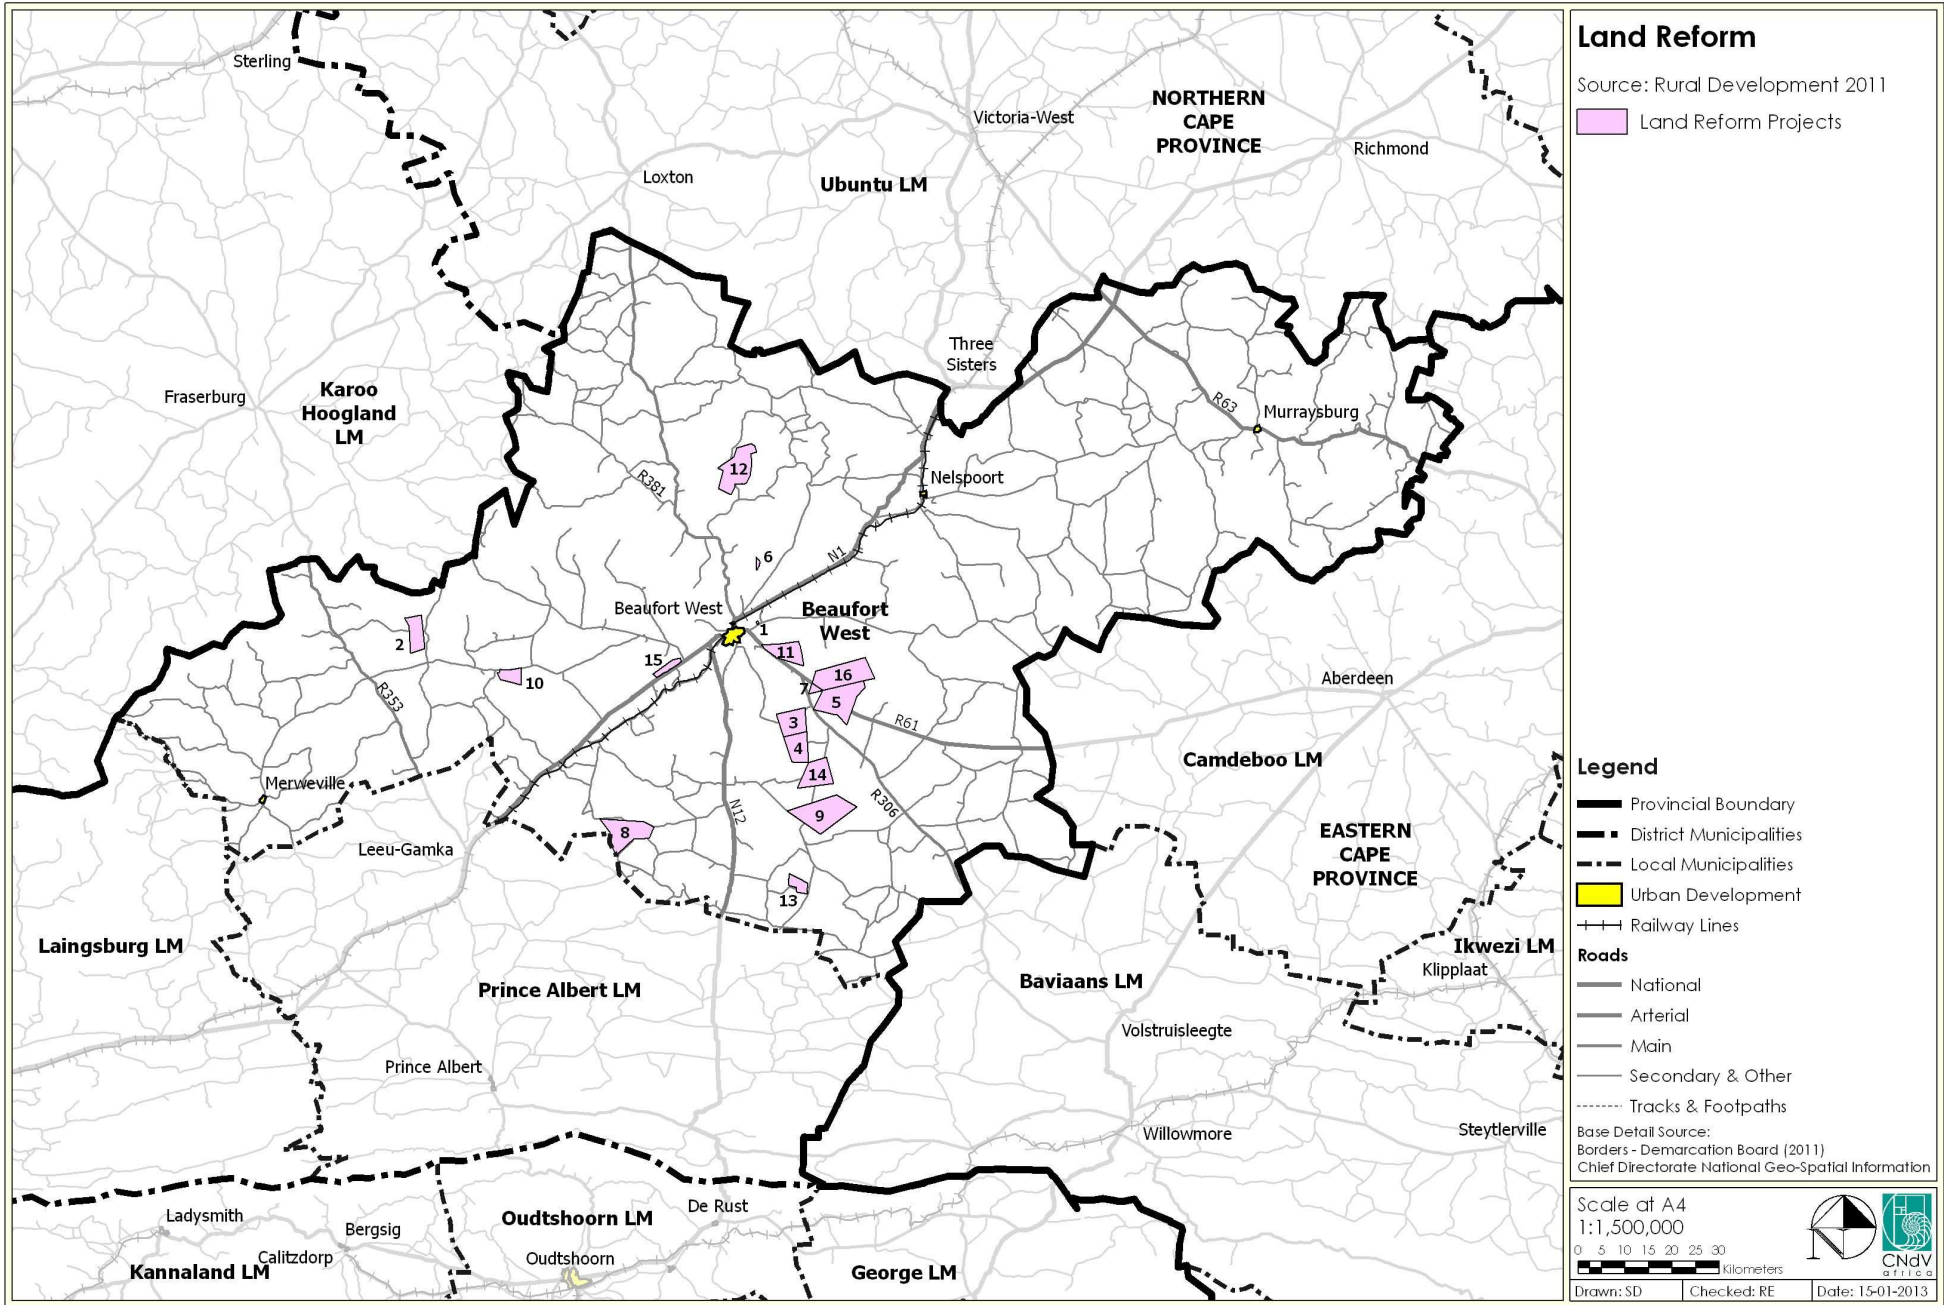 Sterling
Victoria-West
NORTHERN
CAPE
PROVINCE
Richmond
Loxton
Ubuntu LM
Three
Sisters
Fraserburg
Karoo
Hoogland
LM
R63
Murraysburg
12
R381
Nelspoort
6
N1
Beaufort West
Beaufort
West
1
2
15
11
10
16
7
5
R353
3
R61
4
Aberdeen
Camdeboo LM
14
Merweville
N12
R306
9
8
Leeu-Gamka
EASTERN
CAPE
PROVINCE
13
Laingsburg LM
Ikwezi LM
Klipplaat
Prince Albert LM
Baviaans LM
Volstruisleegte
Prince Albert
Willowmore
Steytlerville
Ladysmith
Bergsig
Calitzdorp
Kannaland LM
Oudtshoorn LM
De Rust
Oudtshoorn
George LM
Land Reform
Source: Rural Development 2011
Land Reform Projects
Legend
Provincial Boundary
District Municipalities
Local Municipalities
Urban Development
Railway Lines
Roads
National
Arterial
Main
Secondary & Other
Tracks & Footpaths
Base Detail Source:
Borders - Demarcation Board (2011)
Chief Directorate National Geo-Spatial Information
Scale at A4
1:1,500,000
0 5 10 15 20 25 30
Kilometers
N
CNdV
africa
Drawn: SD
Checked: RE
Date: 15-01-2013